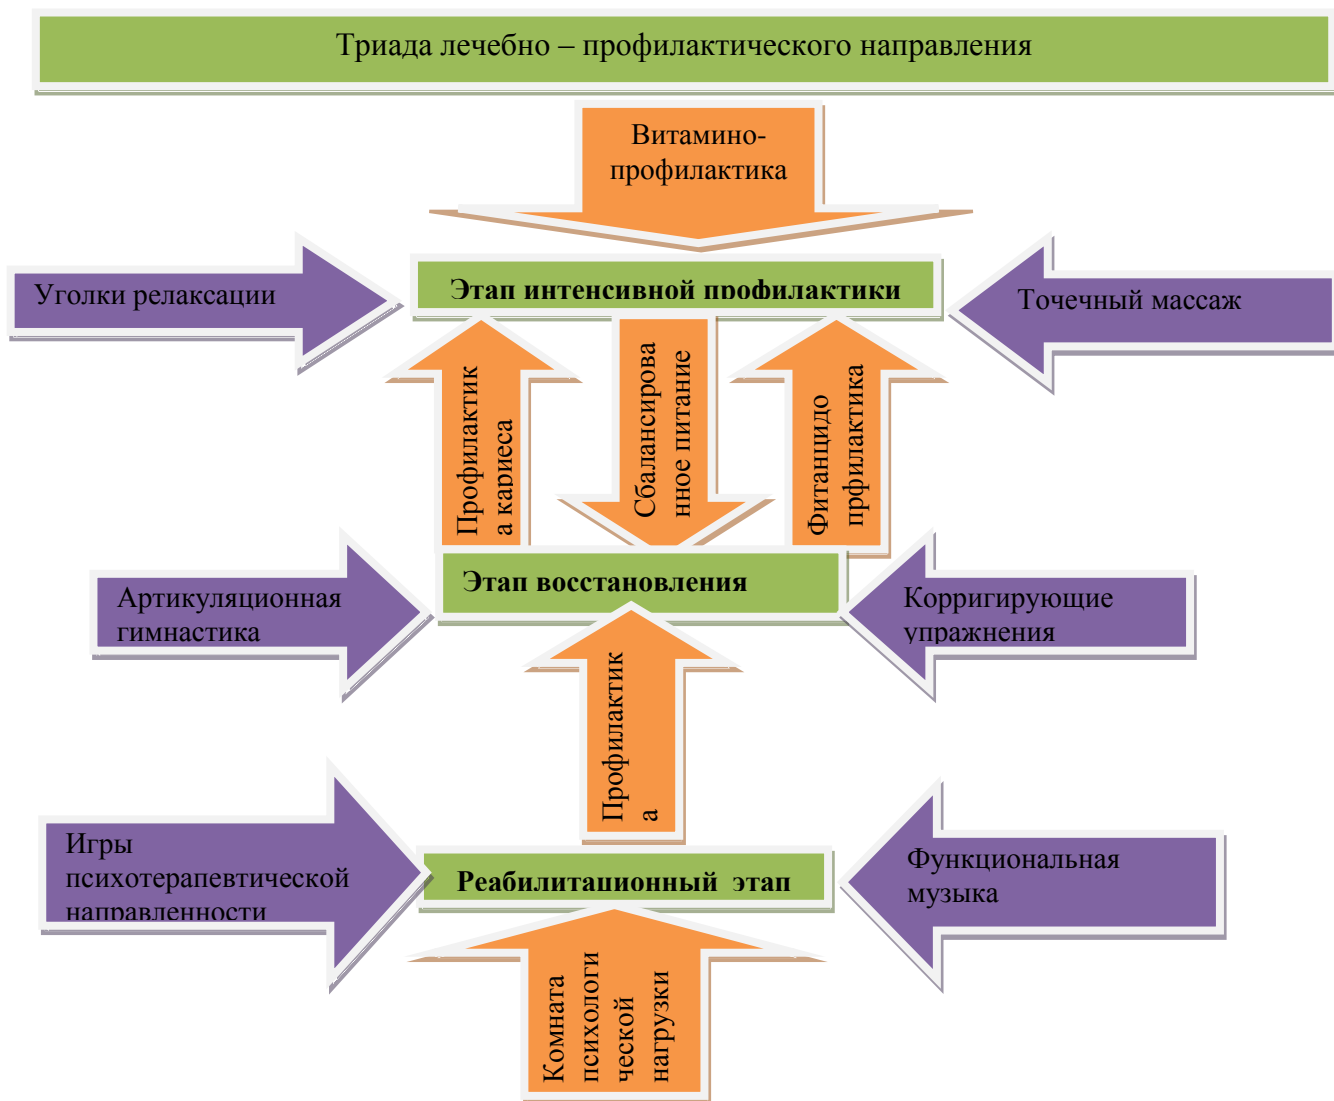 Триада лечебно – профилактического направления
Витамино-
профилактика
Уголки релаксации
Этап интенсивной профилактики
Точечный массаж
Профилактик
а кариеса
Сбалансирова
нное питание
Фитанцидо
прфилактика
Артикуляционная
гимнастика
Этап восстановления
Корригирующие
упражнения
Профилактик
а
Игры
психотерапевтической
направленности
Реабилитационный этап
Функциональная
музыка
Комната
психологи
ческой
нагрузки